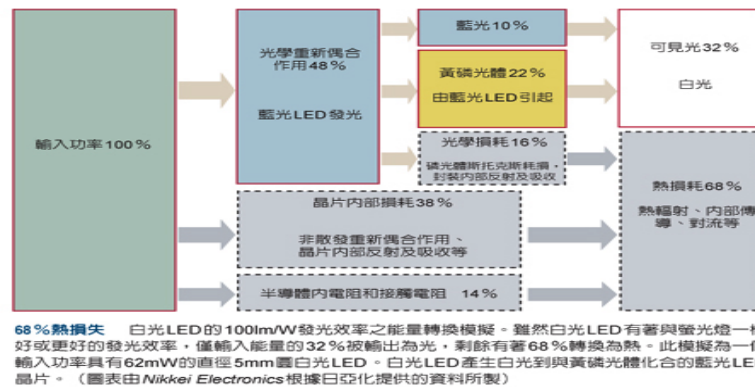 輸入功率100%
光學重新偶合
作用48%
藍光LED發光
藍光10%
黃磷光體22%
由藍光LED引起
光學損耗16%
磷光體斯托克斯耗損,
封裝內部反射及吸收
可見光32%
白光
晶片內部損耗38%
非散發重新偶合作用、
晶片內部反射及吸收等
半導體內電阻和接觸電阻 14%
熱損耗68%
熱輻射、內部傳
導、對流等
68%熱損失 白光LED的100lm/W發光效率之能量轉換模擬。雖然白光LED有著與螢光燈一樣
好或更好的發光效率,僅輸入能量的32%被輸出為光,剩餘有著68%轉換為熱。此模擬為一個
輸入功率具有62mW的直徑5mm圓白光LED。白光LED產生白光到與黃磷光體化合的藍光LED
晶片。(圖表由Nikkei Electronics根據日亞化提供的資料所製)